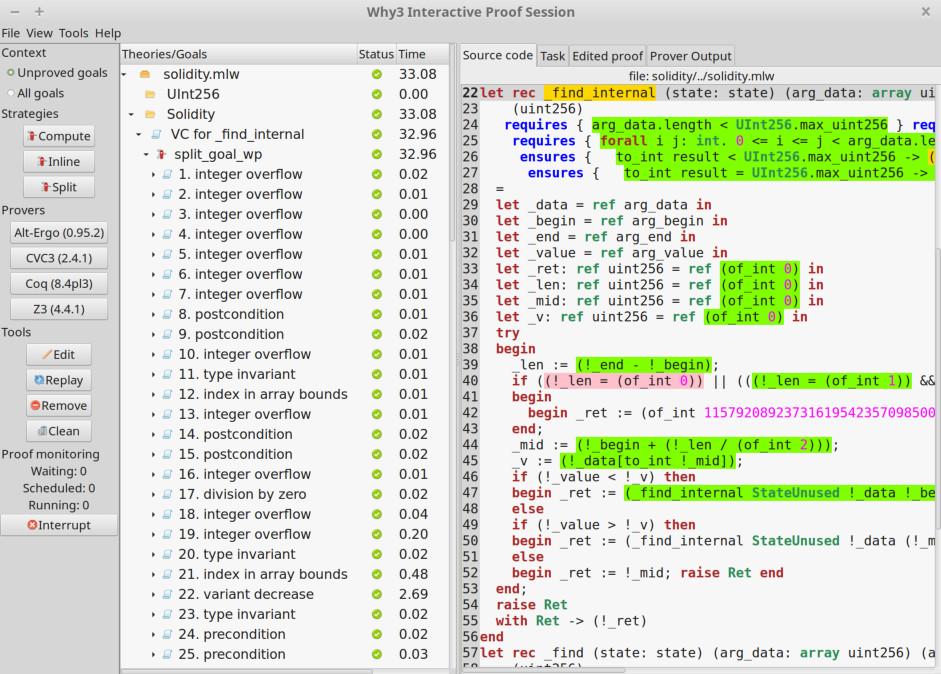 Why3 Interactive Proof Session
File View Tools Help
Context
Unproved goals
All goals
Strategies
Compute
Inline
Split
Provers
Alt-Ergo (0.95.2)
CVC3 (2.4.1)
Coq (8.4pl3)
Z3 (4.4.1)
Tools
Edit
Replay
Remove
Clean
Proof monitoring
Waiting: 0
Scheduled: 0
Running: 0
Interrupt
Theories/Goals Status Time
solidity.mlw 33.08
UInt256 0.00
Solidity 33.08
VC for _find_internal 32.96
split_goal_wp 32.96
1. integer overflow 0.02
2. integer overflow 0.01
3. integer overflow 0.00
4. integer overflow 0.00
5. integer overflow 0.01
6. integer overflow 0.01
7. integer overflow 0.01
8. postcondition 0.01
9. postcondition 0.02
10. integer overflow 0.01
11. type invariant 0.01
12. index in array bounds 0.01
13. integer overflow 0.01
14. postcondition 0.02
15. postcondition 0.02
16. integer overflow 0.01
17. division by zero 0.02
18. integer overflow 0.04
19. integer overflow 0.20
20. type invariant 0.02
21. index in array bounds 0.48
22. variant decrease 2.69
23. type invariant 0.02
24. precondition 0.02
25. precondition 0.03
Source code Task Edited proof Prover Output
file: solidity/../solidity.mlw
22 let rec _find_internal (state: state) (arg_data: array ui
23 (uint256)
24 requires { arg_data.length < UInt256.max_uint256 } req
25 requires { forall i j: int. 0 <= i <= j < arg_data.le
26 ensures { to_int result < UInt256.max_uint256 -> (
27 ensures { to_int result = UInt256.max_uint256 ->
28 =
29 let _data = ref arg_data in
30 let _begin = ref arg_begin in
31 let _end = ref arg_end in
32 let _value = ref arg_value in
33 let _ret: ref uint256 = ref (of_int 0) in
34 let _len: ref uint256 = ref (of_int 0) in
35 let _mid: ref uint256 = ref (of_int 0) in
36 let _v: ref uint256 = ref (of_int 0) in
37 try
38 begin
39 _len := (!_end - !_begin);
40 if ((!_len = (of_int 0)) || (((!_len = (of_int 1)) &&
41 begin
42 begin _ret := (of_int 11579208923731619542357098500
43 end;
44 _mid := (!_begin + (!_len / (of_int 2)));
45 _v := (!_data[to_int !_mid]);
46 if (!_value < !_v) then
47 begin _ret := (_find_internal StateUnused !_data !_be
48 else
49 if (!_value > !_v) then
50 begin _ret := (_find_internal StateUnused !_data (!_m
51 else
52 begin _ret := !_mid; raise Ret end
53 end;
54 raise Ret
55 with Ret -> (!_ret)
56 end
57 let rec _find (state: state) (arg_data: array uint256) (a
58 (uint256)